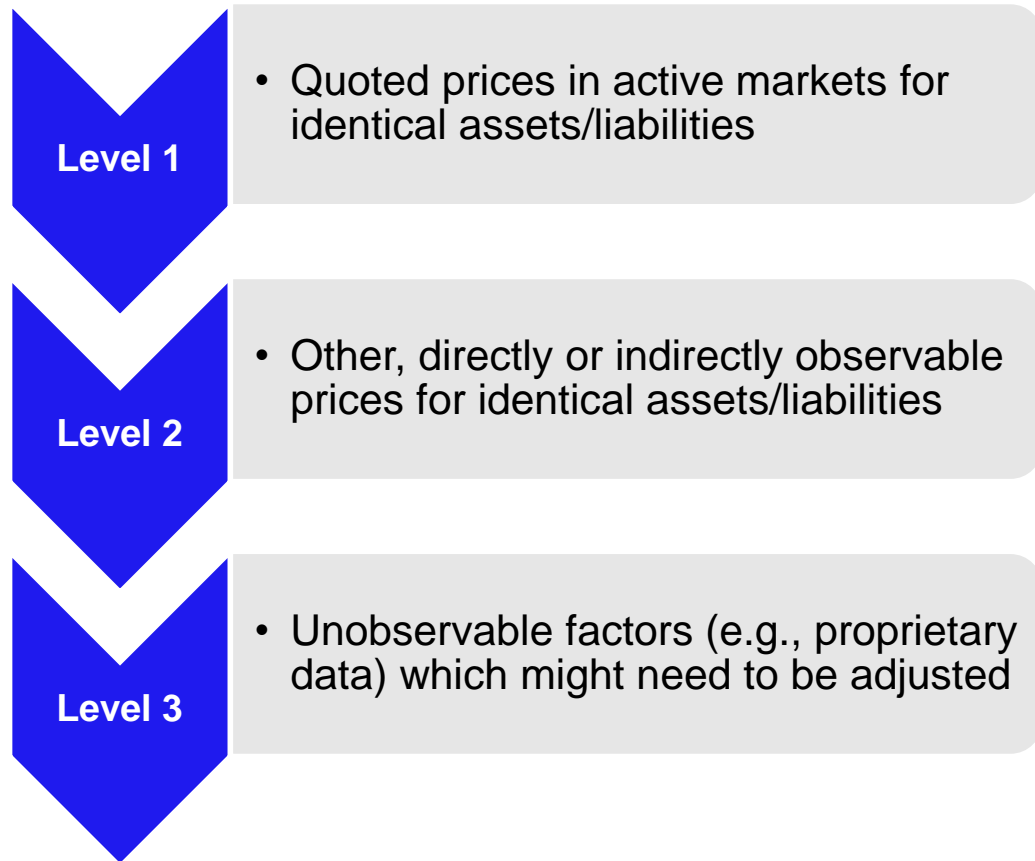 Level 1
• Quoted prices in active markets for
identical assets/liabilities
Level 2
• Other, directly or indirectly observable
prices for identical assets/liabilities
Level 3
• Unobservable factors (e.g., proprietary
data) which might need to be adjusted